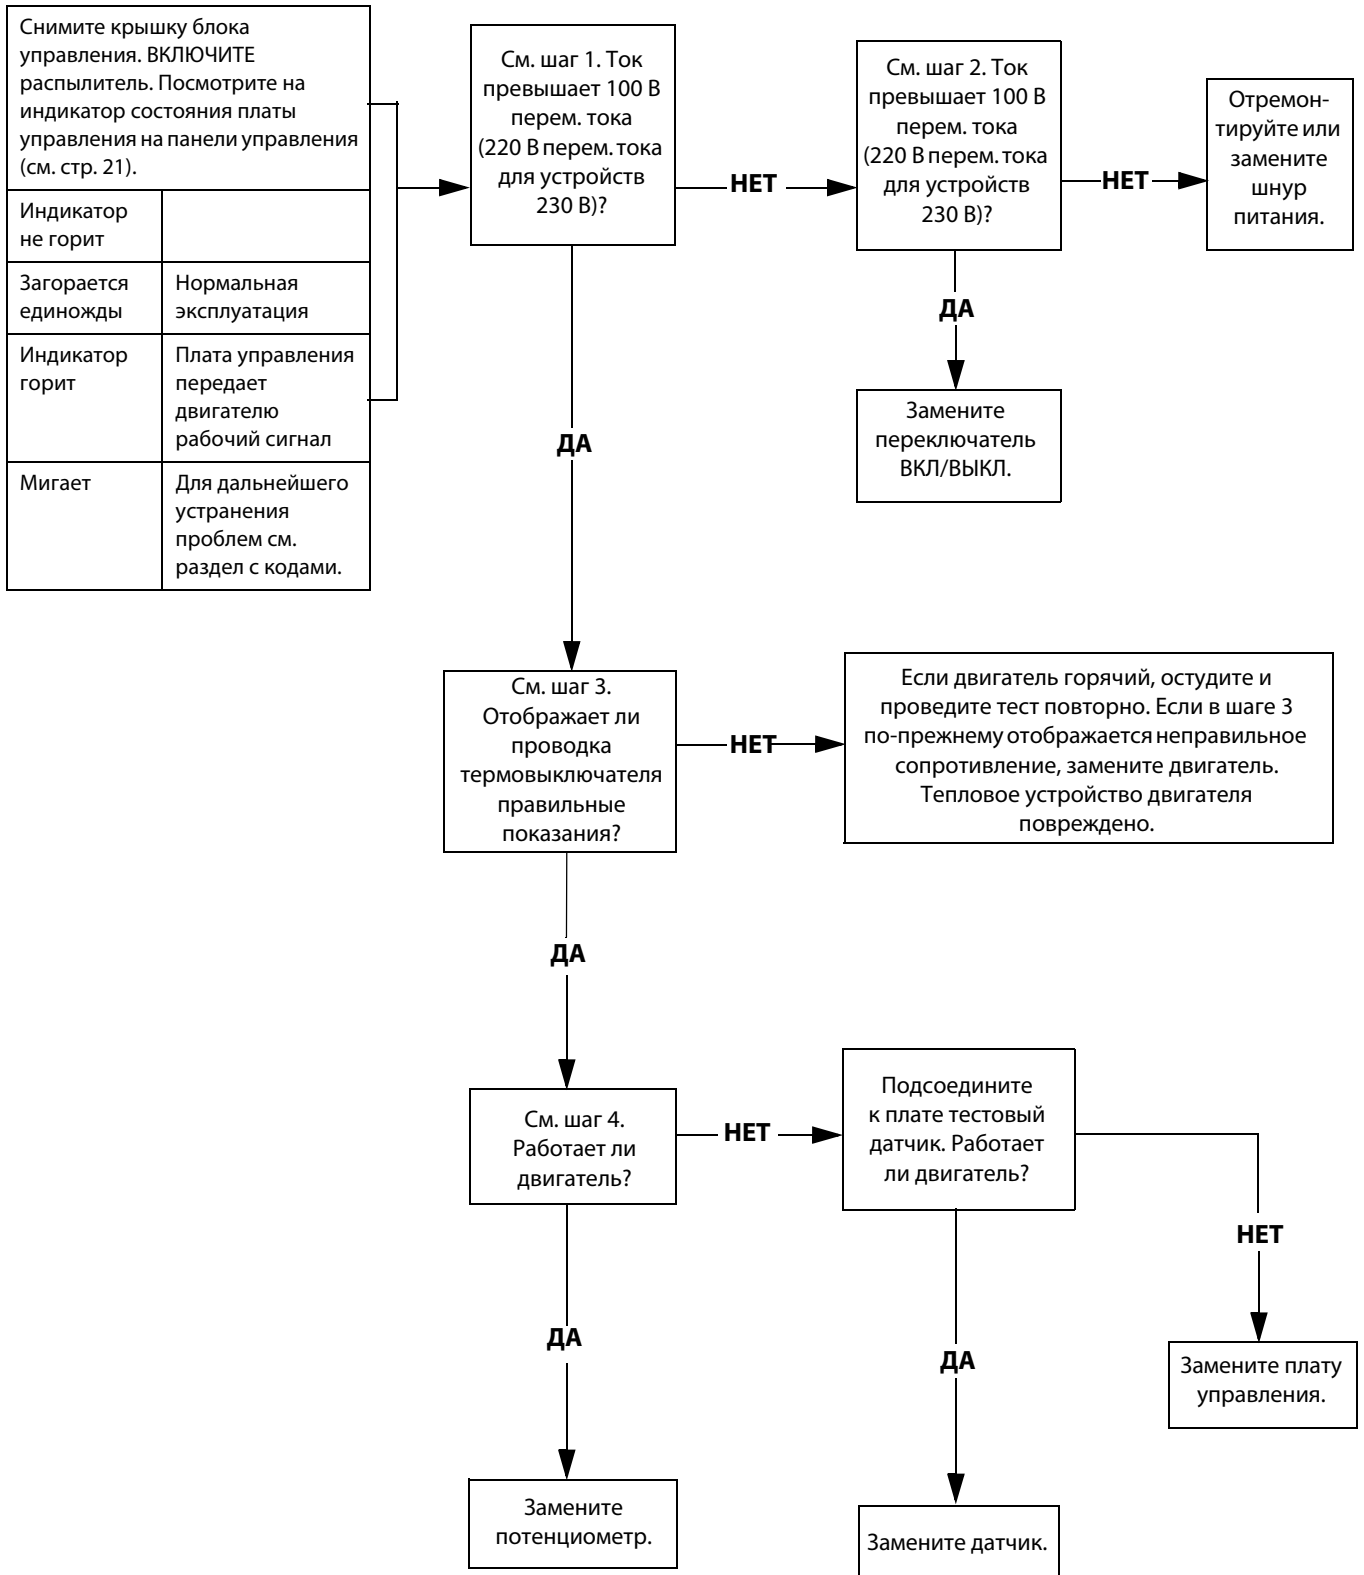 Снимите крышку блока
управления. ВКЛЮЧИТЕ
распылитель. Посмотрите на
индикатор состояния платы
управления на панели управления
(см. стр. 21).
Индикатор
не горит
Загорается
единожды
Нормальная
эксплуатация
Индикатор
горит
Плата управления
передает
двигателю
рабочий сигнал
Мигает
Для дальнейшего
устранения
проблем см.
раздел с кодами.
См. шаг 1. Ток
превышает 100 В
перем. тока
(220 В перем. тока
для устройств
230 В)?
НЕТ
См. шаг 2. Ток
превышает 100 В
перем. тока
(220 В перем. тока
для устройств
230 В)?
НЕТ
Отремон-
тируйте или
замените
шнур
питания.
ДА
Замените
переключатель
ВКЛ/ВЫКЛ.
ДА
См. шаг 3.
Отображает ли
проводка
термовыключателя
правильные
показания?
НЕТ
Если двигатель горячий, остудите и
проведите тест повторно. Если в шаге 3
по-прежнему отображается неправильное
сопротивление, замените двигатель.
Тепловое устройство двигателя
повреждено.
ДА
См. шаг 4.
Работает ли
двигатель?
НЕТ
Подсоедините
к плате тестовый
датчик. Работает
ли двигатель?
НЕТ
ДА
ДА
Замените плату
управления.
Замените
потенциометр.
Замените датчик.